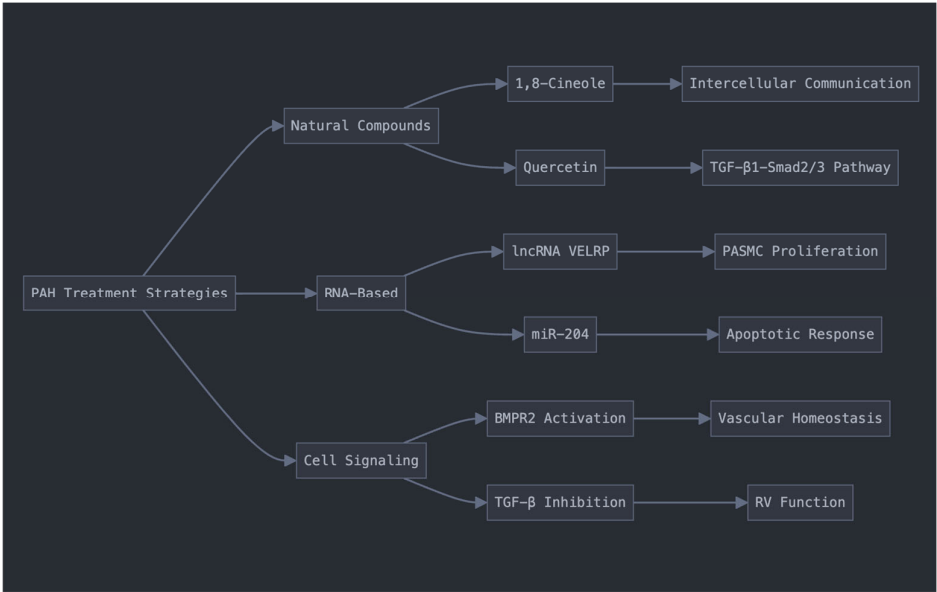 PAH Treatment Strategies
Natural Compounds
1,8-Cineole
Intercellular Communication
Quercetin
TGF-β1-Smad2/3 Pathway
RNA-Based
lncRNA VELRP
PASMC Proliferation
miR-204
Apoptotic Response
Cell Signaling
BMPR2 Activation
Vascular Homeostasis
TGF-β Inhibition
RV Function